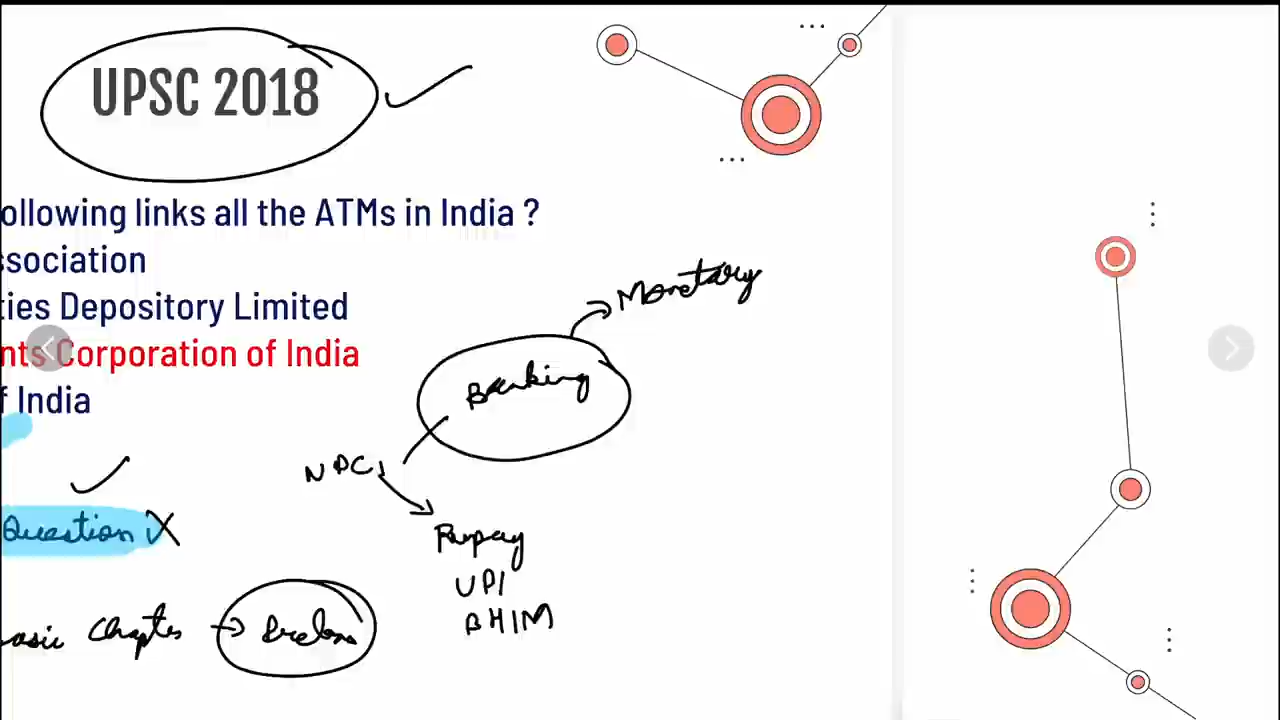 UPSC 2018
ollowing links all the ATMs in India ?
ssociation
ties Depository Limited
nts Corporation of India
f India
Monetary
Banking
NPCI
Question X
Rupay
UPI
BHIM
asic Chapter → Prelims